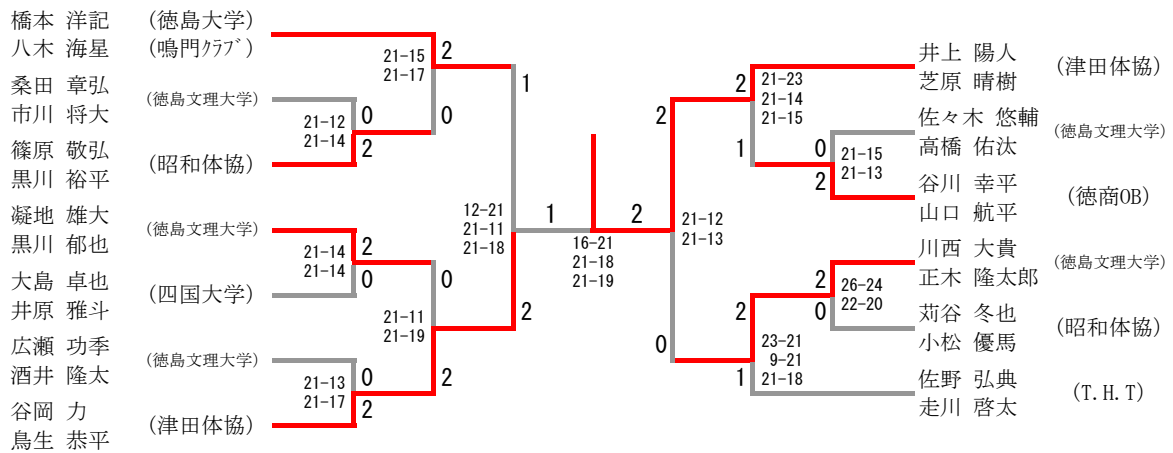 橋本 洋記 (徳島大学)
八木 海星 (鳴門ｸﾗﾌﾞ)
桑田 章弘 (徳島文理大学)
市川 将大
篠原 敬弘 (昭和体協)
黒川 裕平
凝地 雄大 (徳島文理大学)
黒川 郁也
大島 卓也 (四国大学)
井原 雅斗
広瀬 功季 (徳島文理大学)
酒井 隆太
谷岡 力 (津田体協)
鳥生 恭平
21-15
21-17
2
0
21-12
21-14
0
2
21-14
21-14
2
0
21-11
21-19
0
2
21-13
21-17
0
2
12-21
21-11
21-18
1
2
1
2
16-21
21-18
21-19
2
0
21-12
21-13
2
1
21-23
21-14
21-15
0
2
21-15
21-13
2
1
23-21
9-21
21-18
2
0
26-24
22-20
井上 陽人 (津田体協)
芝原 晴樹
佐々木 悠輔 (徳島文理大学)
高橋 佑汰
谷川 幸平 (徳商OB)
山口 航平
川西 大貴 (徳島文理大学)
正木 隆太郎
苅谷 冬也 (昭和体協)
小松 優馬
佐野 弘典 (T.H.T)
走川 啓太